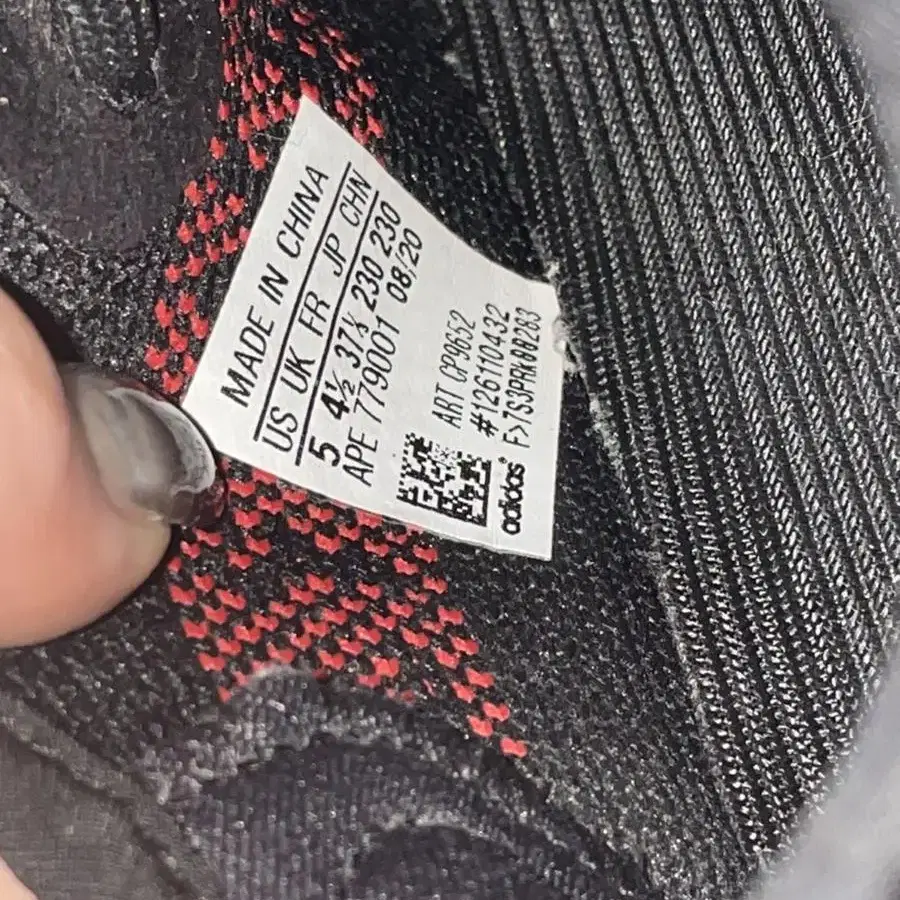 MADE IN CHINA
US UK FR JP CHN
5 4½ 37⅓ 230 230
APE 779001 08/20
ART CP9652
#126110432
adidas®